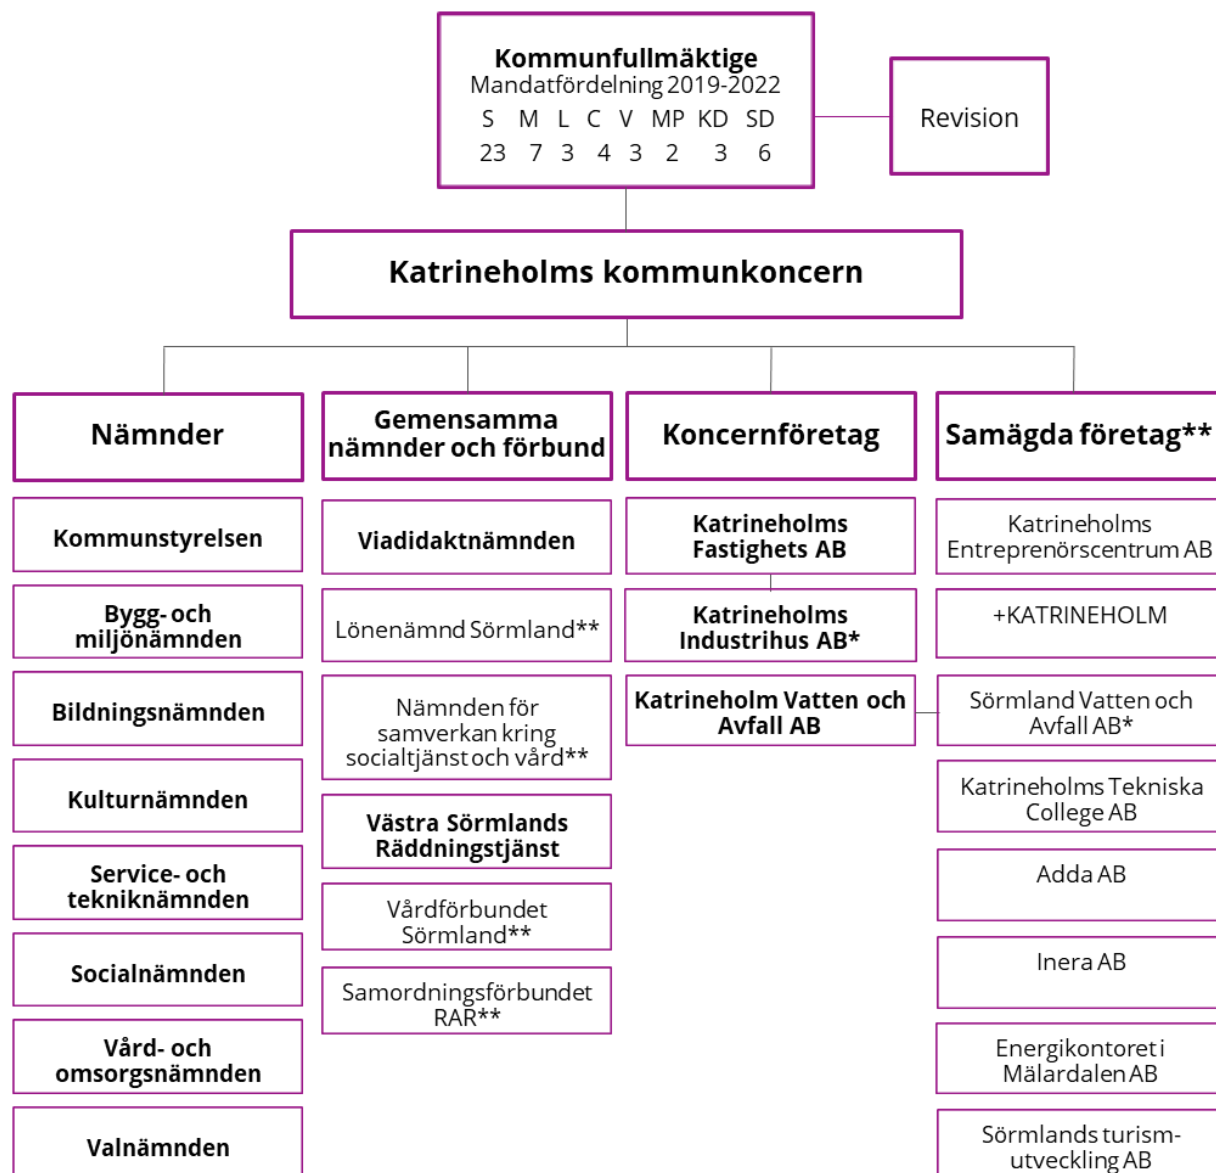 Kommunfullmäktige
Mandatfördelning 2019-2022
S M L C V MP KD SD
23 7 3 4 3 2 3 6
Revision
Katrineholms kommunkoncern
Nämnder
Kommunstyrelsen
Bygg- och
miljönämnden
Bildningsnämnden
Kulturnämnden
Service- och
tekniknämnden
Socialnämnden
Vård- och
omsorgsnämnden
Valnämnden
Gemensamma
nämnder och förbund
Viadidaktnämnden
Lönenämnd Sörmland**
Nämnden för
samverkan kring
socialtjänst och vård**
Västra Sörmlands
Räddningstjänst
Vårdförbundet
Sörmland**
Samordningsförbundet
RAR**
Koncernföretag
Katrineholms
Fastighets AB
Katrineholms
Industrihus AB*
Katrineholm Vatten och
Avfall AB
Samägda företag**
Katrineholms
Entreprenörscentrum AB
+KATRINEHOLM
Sörmland Vatten och
Avfall AB*
Katrineholms Tekniska
College AB
Adda AB
Inera AB
Energikontoret i
Mälardalen AB
Sörmlands turism-
utveckling AB